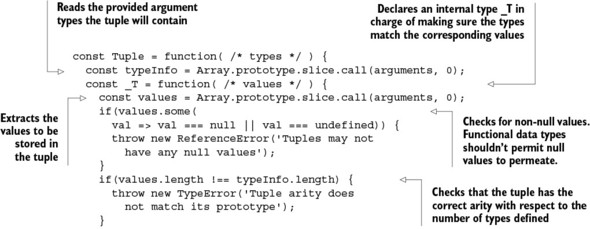 Reads the provided argument
types the tuple will contain
Declares an internal type _T in
charge of making sure the types
match the corresponding values
const Tuple = function( /* types */ ) {
  const typeInfo = Array.prototype.slice.call(arguments, 0);
  const _T = function( /* values */ ) {
    const values = Array.prototype.slice.call(arguments, 0);
Extracts the
values to be
stored in
the tuple
    if(values.some(
      val => val === null || val === undefined)) {
      throw new ReferenceError('Tuples may not
         have any null values');
    }
Checks for non-null values.
Functional data types
shouldn't permit null
values to permeate.
    if(values.length !== typeInfo.length) {
      throw new TypeError('Tuple arity does
         not match its prototype');
    }
Checks that the tuple has the
correct arity with respect to the
number of types defined